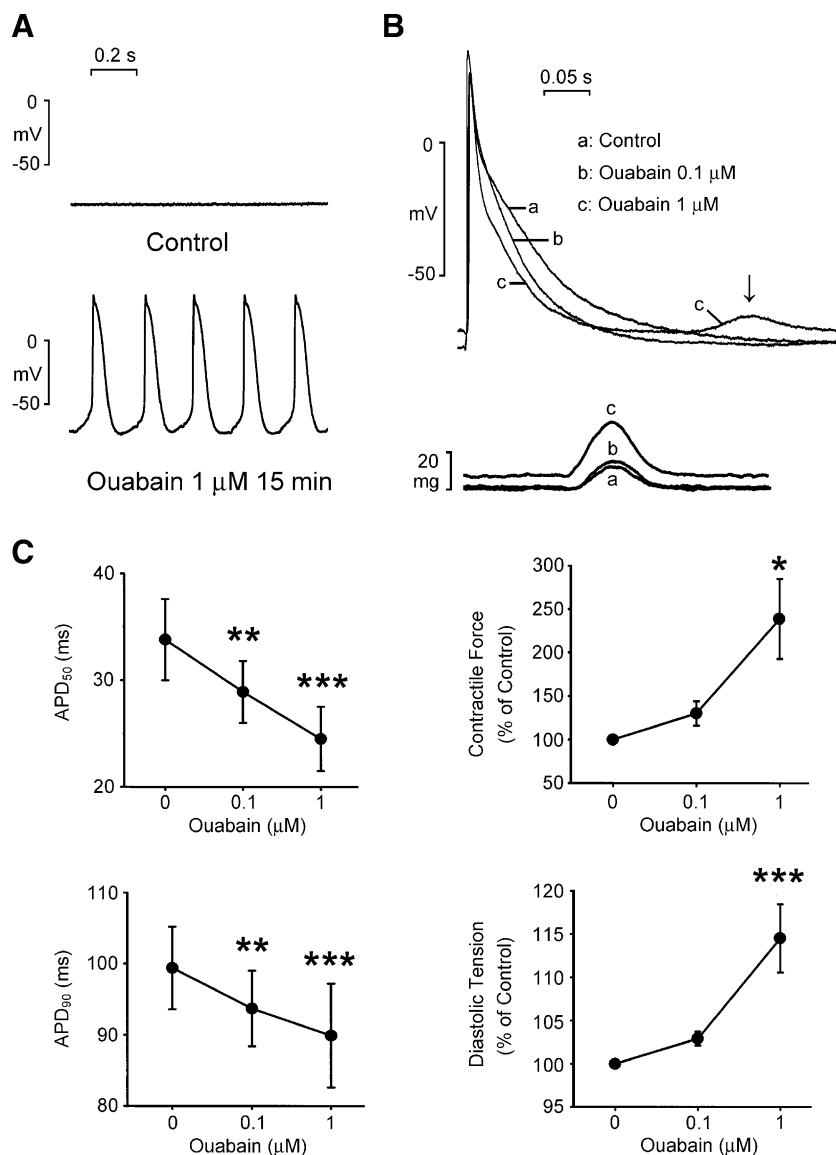 A
0.2 s
0
mV
-50
Control
0
mV
-50
Ouabain 1 μM 15 min
B
0.05 s
0
mV
-50
a: Control
b: Ouabain 0.1 μM
c: Ouabain 1 μM
a
b
c
c
20
mg
c
b
a
C
40
30
20
APD50 (ms)
**
***
0 0.1 1
Ouabain (μM)
300
250
200
150
100
50
Contractile Force
(% of Control)
*
0 0.1 1
Ouabain (μM)
110
100
90
80
APD90 (ms)
**
***
0 0.1 1
Ouabain (μM)
120
115
110
105
100
95
Diastolic Tension
(% of Control)
***
0 0.1 1
Ouabain (μM)